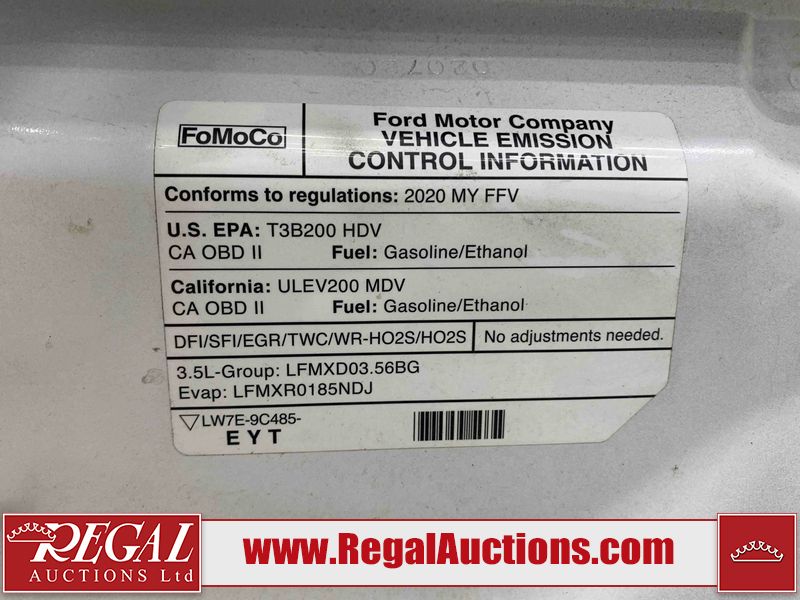 FoMoCo
Ford Motor Company
VEHICLE EMISSION
CONTROL INFORMATION
Conforms to regulations: 2020 MY FFV
U.S. EPA: T3B200 HDV
CA OBD II Fuel: Gasoline/Ethanol
California: ULEV200 MDV
CA OBD II Fuel: Gasoline/Ethanol
DFI/SFI/EGR/TWC/WR-HO2S/HO2S No adjustments needed.
3.5L-Group: LFMXD03.56BG
Evap: LFMXR0185NDJ
LW7E-9C485-
EYT
REGAL
AUCTIONS Ltd
www.RegalAuctions.com